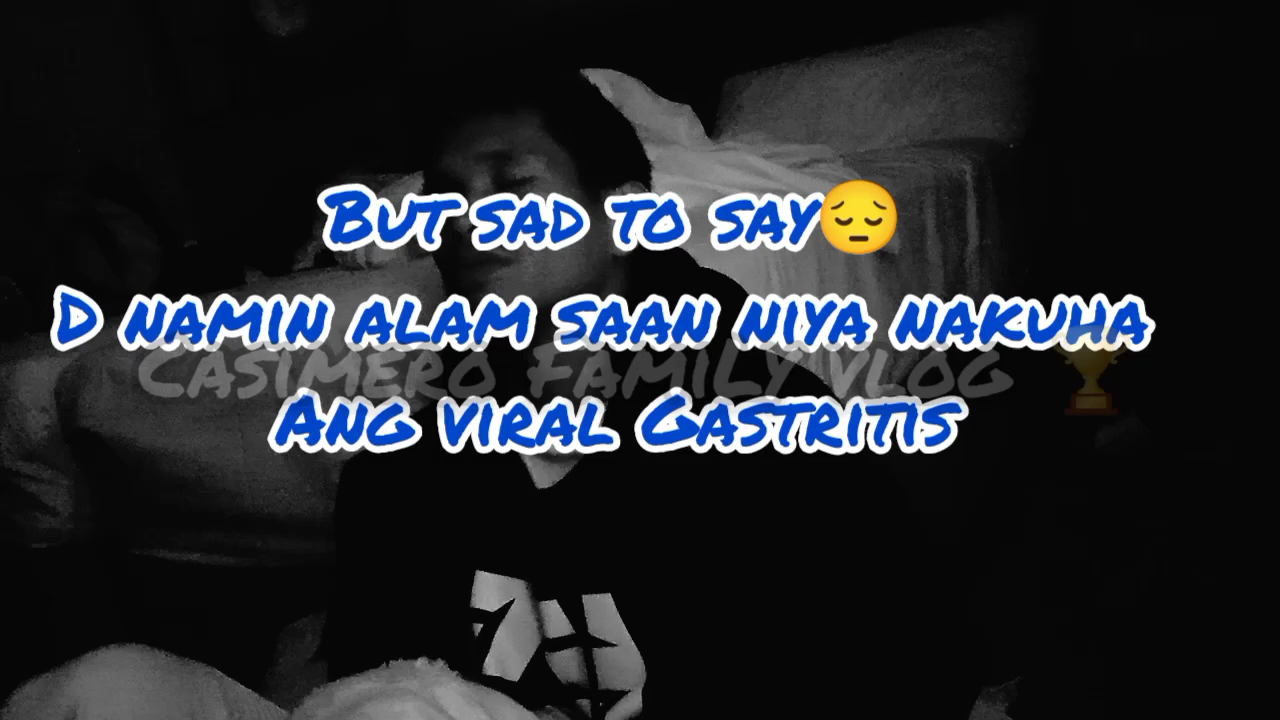 But sad to say😔
D namin alam saan niya nakuha
Casimero FamiLy vlog 🏆
Ang viral Gastritis